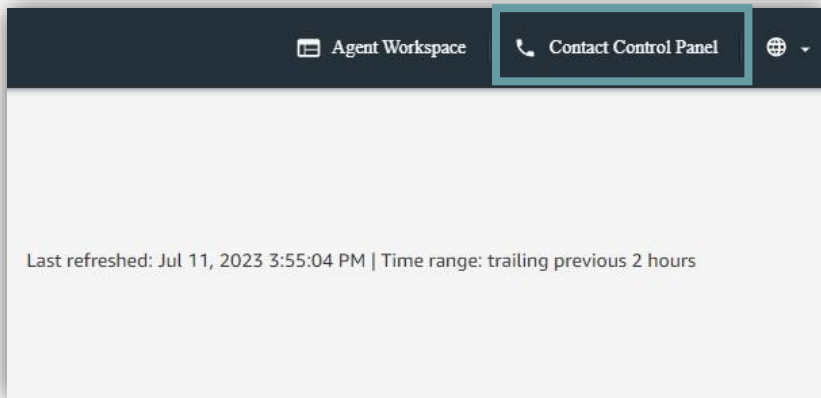 Agent Workspace Contact Control Panel
Last refreshed: Jul 11, 2023 3:55:04 PM | Time range: trailing previous 2 hours